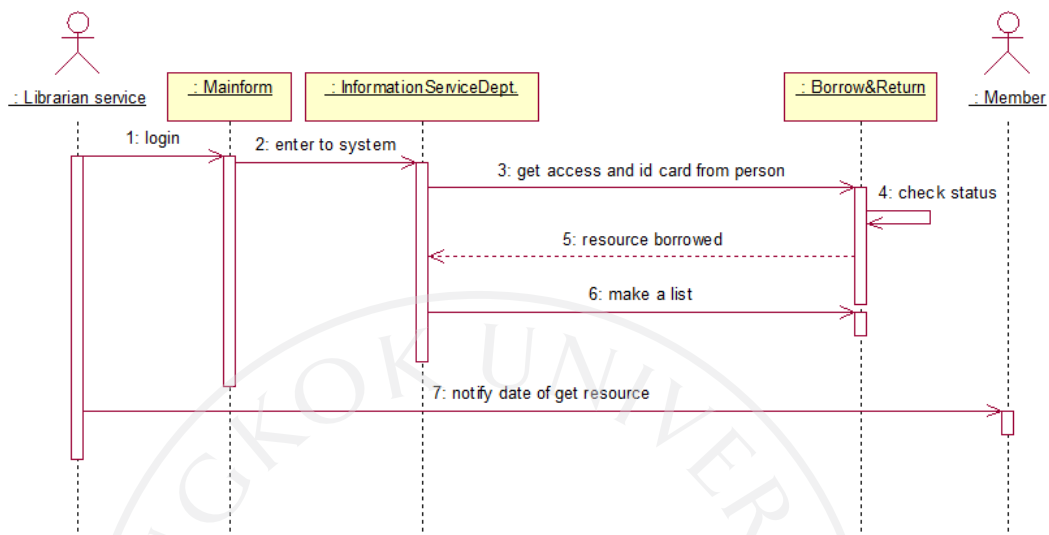 : Librarian service
: Mainform
: InformationServiceDept.
: Borrow&Return
: Member
1: login
2: enter to system
3: get access and id card from person
4: check status
5: resource borrowed
6: make a list
7: notify date of get resource